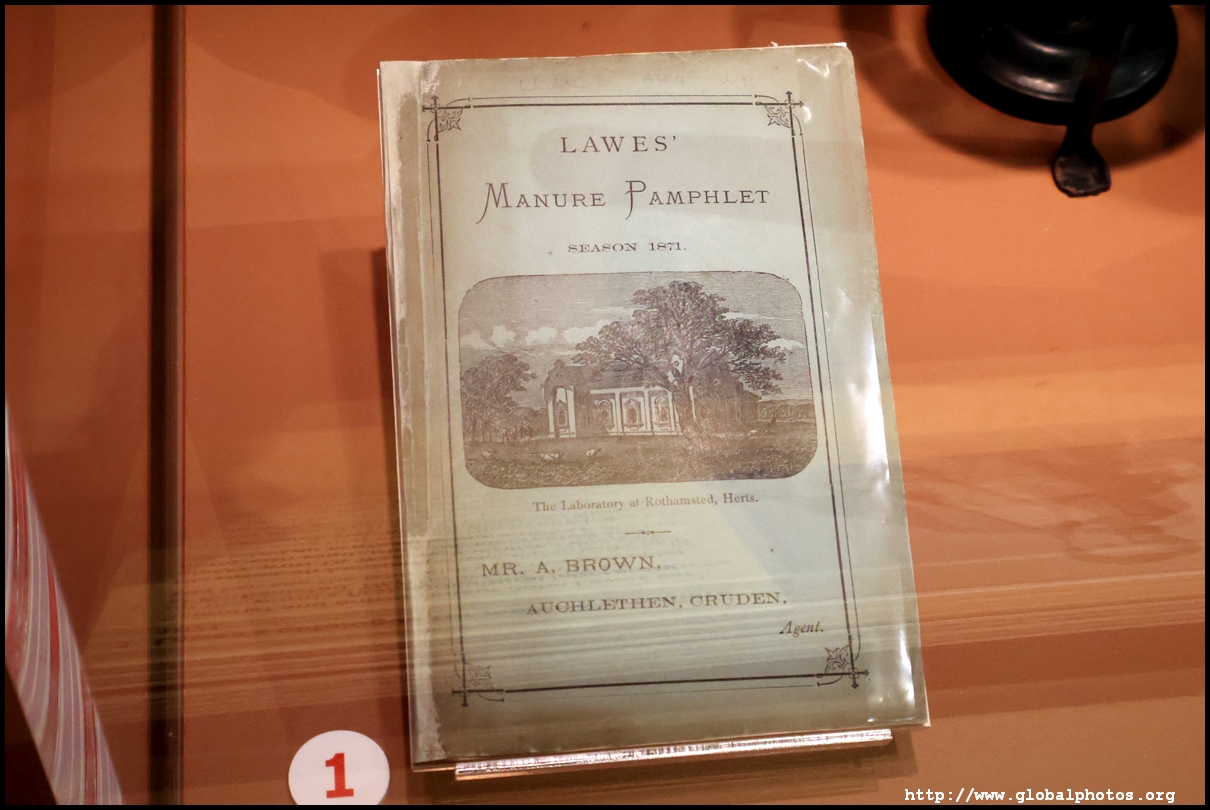 LAWES'
MANURE PAMPHLET
SEASON 1871.
The Laboratory at Rothamsted, Herts.
MR. A. BROWN,
AUCHLETHEN, CRUDEN,
Agent.
1
http://www.globalphotos.org